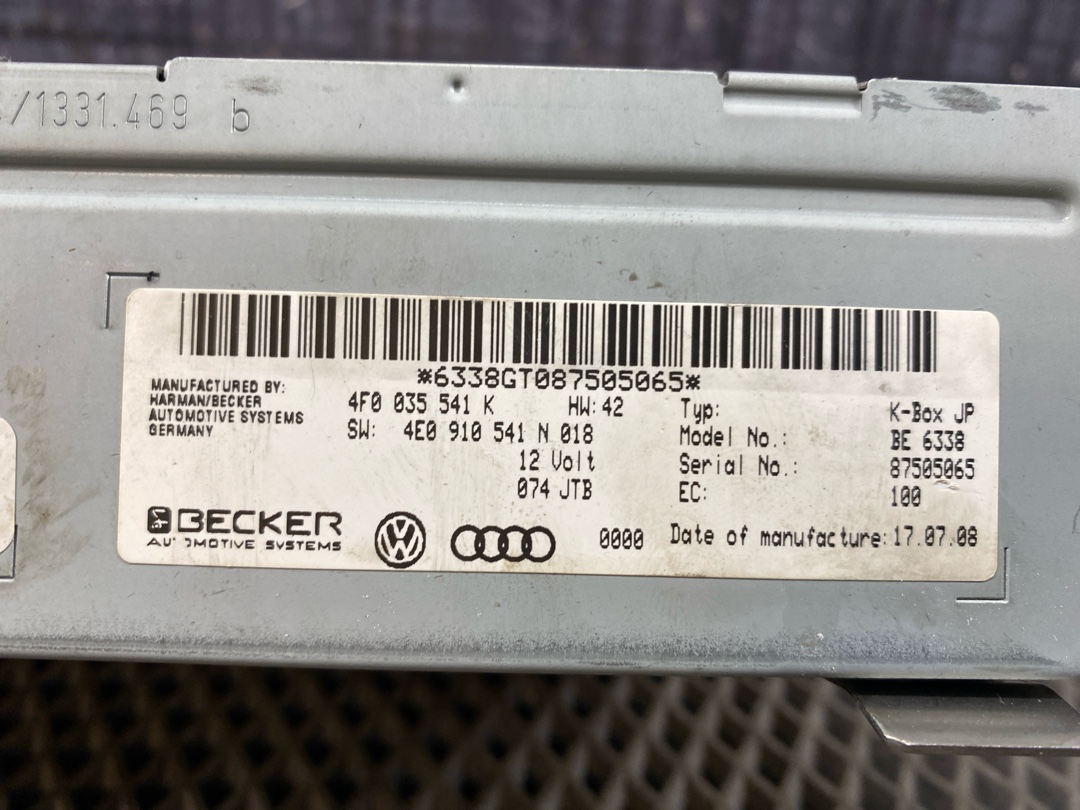 /1331.469 b
*6338GT087505065*
MANUFACTURED BY:
HARMAN/BECKER
AUTOMOTIVE SYSTEMS
GERMANY
4F0 035 541 K HW: 42
SW: 4E0 910 541 N 018
12 Volt
074 JTB
Typ: K-Box JP
Model No.: BE 6338
Serial No.: 87505065
EC: 100
BECKER
AUTOMOTIVE SYSTEMS
0000
Date of manufacture: 17.07.08